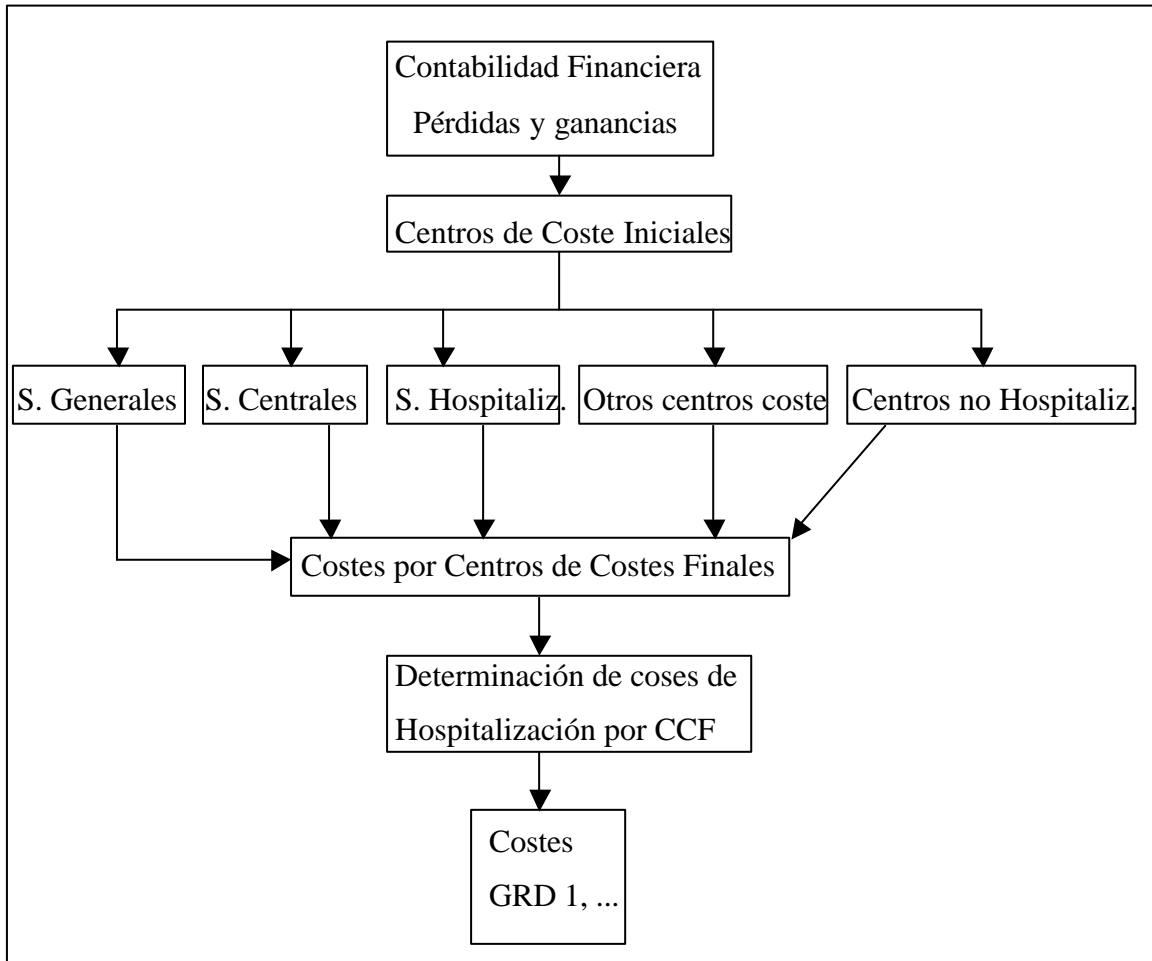 Contabilidad Financiera
Pérdidas y ganancias
Centros de Coste Iniciales
S. Generales
S. Centrales
S. Hospitaliz.
Otros centros coste
Centros no Hospitaliz.
Costes por Centros de Costes Finales
Determinación de coses de
Hospitalización por CCF
Costes
GRD 1, ...